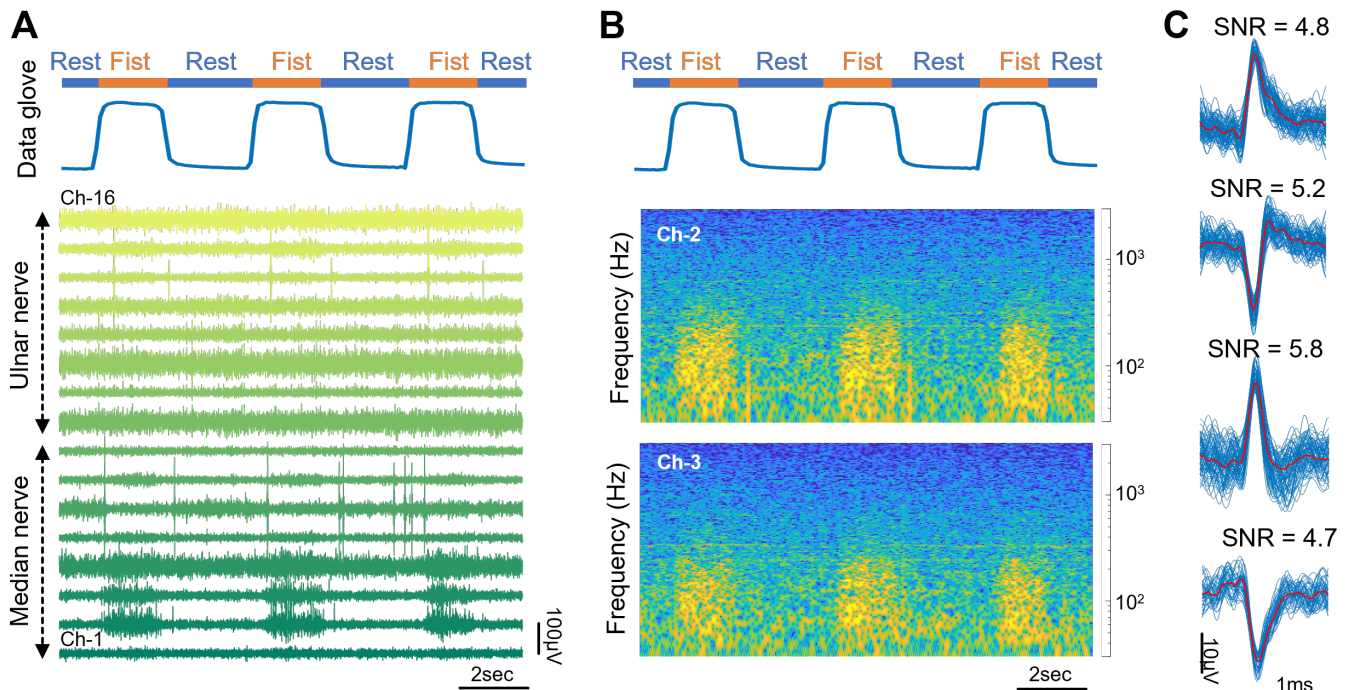 A
Rest Fist Rest Fist Rest Fist Rest
Data glove
Ch-16
Ulnar nerve
Median nerve
Ch-1
100µV
2sec
B
Rest Fist Rest Fist Rest Fist Rest
Ch-2
Frequency (Hz)
10³
10²
Ch-3
Frequency (Hz)
10³
10²
2sec
C
SNR = 4.8
SNR = 5.2
SNR = 5.8
SNR = 4.7
10µV
1ms